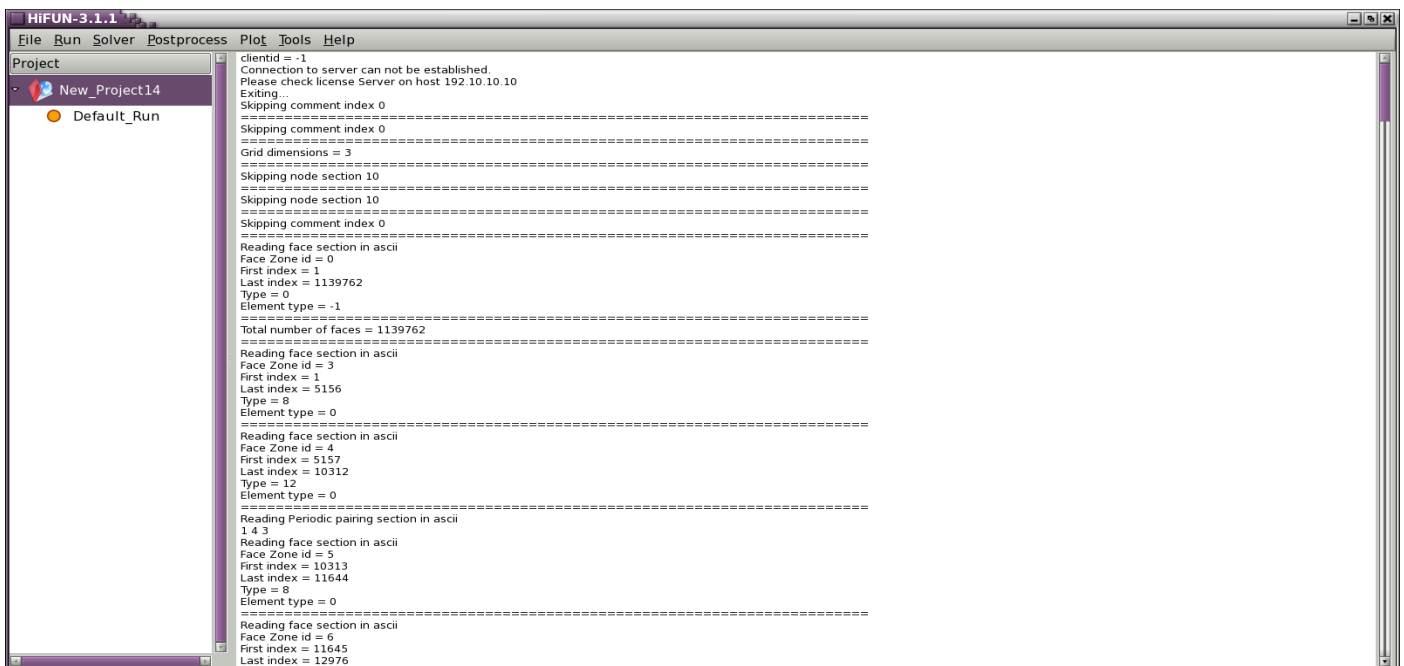 HiFUN-3.1.1
File Run Solver Postprocess Plot Tools Help
Project
New_Project14
Default_Run
clientid = -1
Connection to server can not be established.
Please check license Server on host 192.10.10.10
Exiting...
Skipping comment index 0
========================================================================
Skipping comment index 0
========================================================================
Grid dimensions = 3
========================================================================
Skipping node section 10
========================================================================
Skipping node section 10
========================================================================
Skipping comment index 0
========================================================================
Reading face section in ascii
Face Zone id = 0
First index = 1
Last index = 1139762
Type = 0
Element type = -1
========================================================================
Total number of faces = 1139762
========================================================================
Reading face section in ascii
Face Zone id = 3
First index = 1
Last index = 5156
Type = 8
Element type = 0
========================================================================
Reading face section in ascii
Face Zone id = 4
First index = 5157
Last index = 10312
Type = 12
Element type = 0
========================================================================
Reading Periodic pairing section in ascii
1 4 3
Reading face section in ascii
Face Zone id = 5
First index = 10313
Last index = 11644
Type = 8
Element type = 0
========================================================================
Reading face section in ascii
Face Zone id = 6
First index = 11645
Last index = 12976